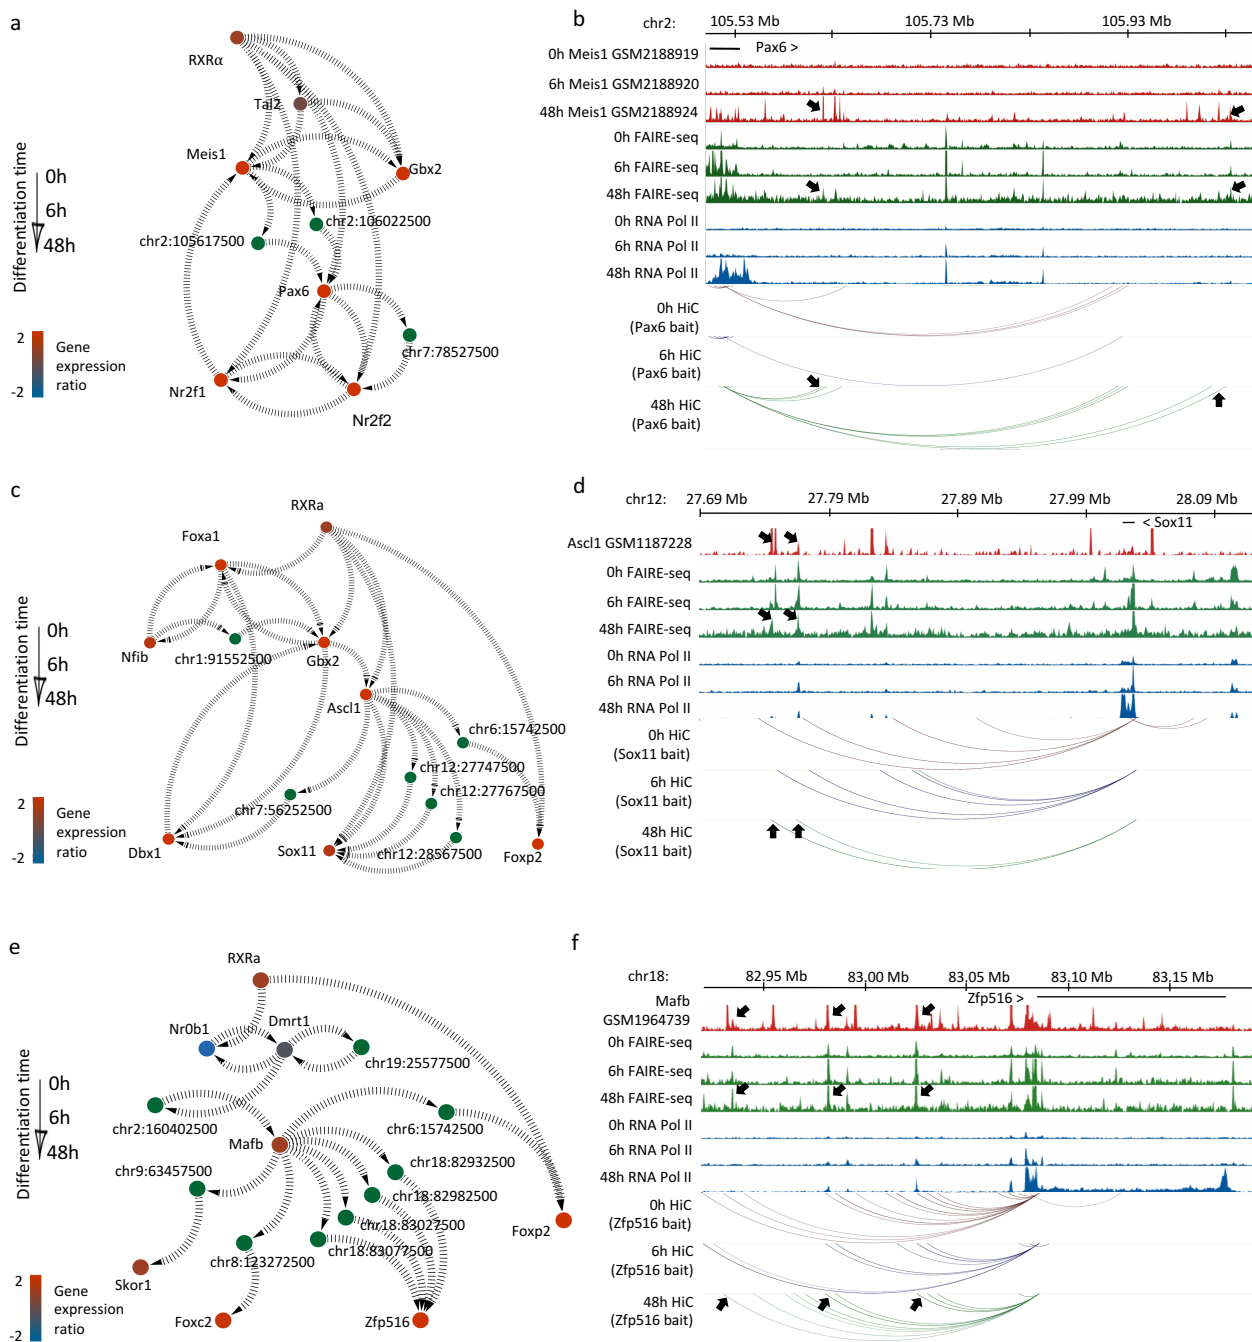 a
RXRα
Tal2
Meis1
Gbx2
chr2:106022500
chr2:105617500
Pax6
chr7:78527500
Nr2f1
Nr2f2
Differentiation time
0h
6h
48h
2
-2
Gene
expression
ratio
b
chr2:
105.53 Mb
105.73 Mb
105.93 Mb
Pax6 >
0h Meis1 GSM2188919
6h Meis1 GSM2188920
48h Meis1 GSM2188924
0h FAIRE-seq
6h FAIRE-seq
48h FAIRE-seq
0h RNA Pol II
6h RNA Pol II
48h RNA Pol II
0h HiC
(Pax6 bait)
6h HiC
(Pax6 bait)
48h HiC
(Pax6 bait)
c
RXRa
Foxa1
Nfib
chr1:91552500
Gbx2
Ascl1
chr6:15742500
chr12:27747500
chr12:27767500
chr7:56252500
chr12:28567500
Dbx1
Sox11
Foxp2
Differentiation time
0h
6h
48h
2
-2
Gene
expression
ratio
d
chr12:
27.69 Mb
27.79 Mb
27.89 Mb
27.99 Mb
28.09 Mb
< Sox11
Ascl1 GSM1187228
0h FAIRE-seq
6h FAIRE-seq
48h FAIRE-seq
0h RNA Pol II
6h RNA Pol II
48h RNA Pol II
0h HiC
(Sox11 bait)
6h HiC
(Sox11 bait)
48h HiC
(Sox11 bait)
e
RXRa
Nr0b1
Dmrt1
chr19:25577500
chr2:160402500
Mafb
chr6:15742500
chr9:63457500
chr18:82932500
chr18:82982500
chr18:83027500
chr18:83077500
chr8:123272500
Foxp2
Skor1
Foxc2
Zfp516
Differentiation time
0h
6h
48h
2
-2
Gene
expression
ratio
f
chr18:
82.95 Mb
83.00 Mb
83.05 Mb
83.10 Mb
83.15 Mb
Zfp516 >
Mafb
GSM1964739
0h FAIRE-seq
6h FAIRE-seq
48h FAIRE-seq
0h RNA Pol II
6h RNA Pol II
48h RNA Pol II
0h HiC
(Zfp516 bait)
6h HiC
(Zfp516 bait)
48h HiC
(Zfp516 bait)